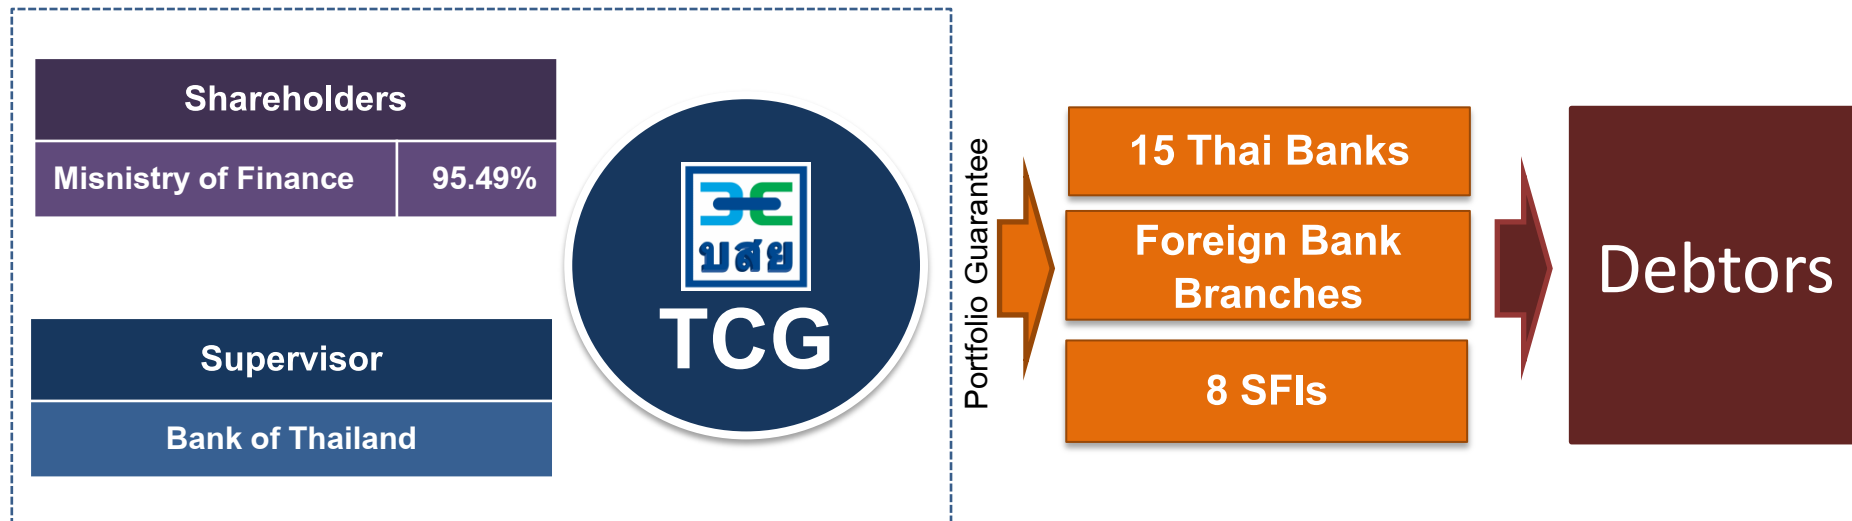 Shareholders
Misnistry of Finance 95.49%
Supervisor
Bank of Thailand
บสย
TCG
Portfolio Guarantee
15 Thai Banks
Foreign Bank
Branches
8 SFIs
Debtors